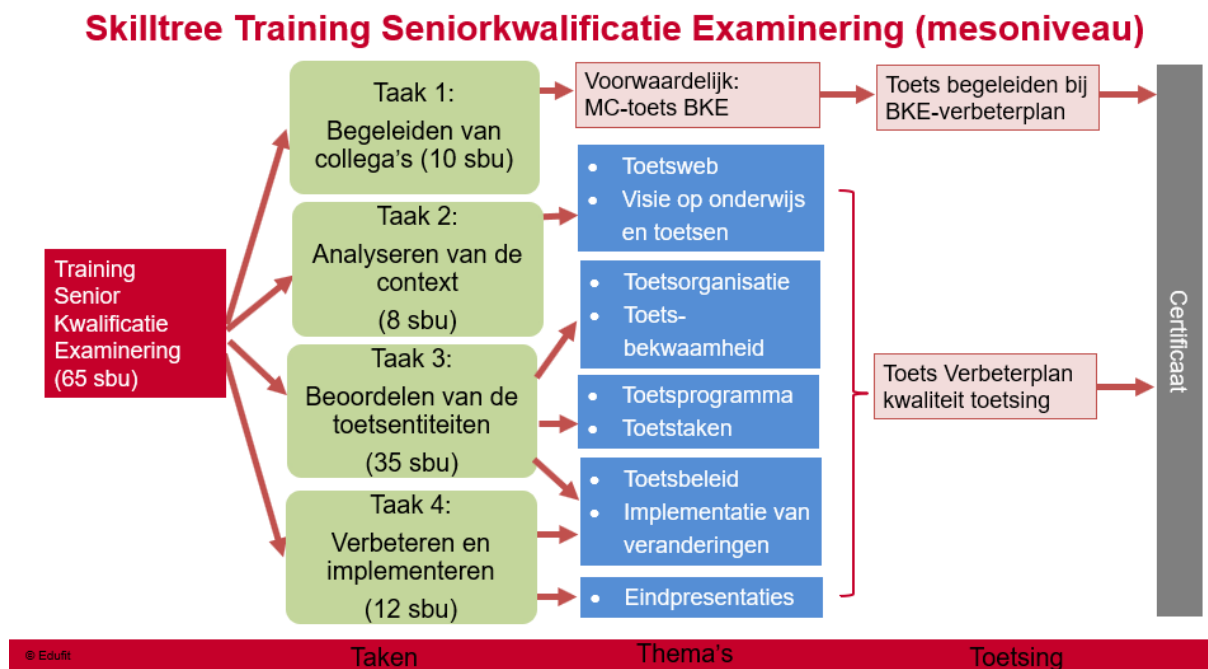 Skilltree Training Seniorkwalificatie Examinering (mesoniveau)
Training
Senior
Kwalificatie
Examinering
(65 sbu)
Taak 1:
Begeleiden van
collega's (10 sbu)
Taak 2:
Analyseren van de
context
(8 sbu)
Taak 3:
Beoordelen van de
toetsentiteiten
(35 sbu)
Taak 4:
Verbeteren en
implementeren
(12 sbu)
Voorwaardelijk:
MC-toets BKE
• Toetsweb
• Visie op onderwijs
en toetsen
• Toetsorganisatie
• Toets-
bekwaamheid
• Toetsprogramma
• Toetstaken
• Toetsbeleid
• Implementatie van
veranderingen
• Eindpresentaties
Toets begeleiden bij
BKE-verbeterplan
Toets Verbeterplan
kwaliteit toetsing
Certificaat
© Edufit
Taken
Thema's
Toetsing